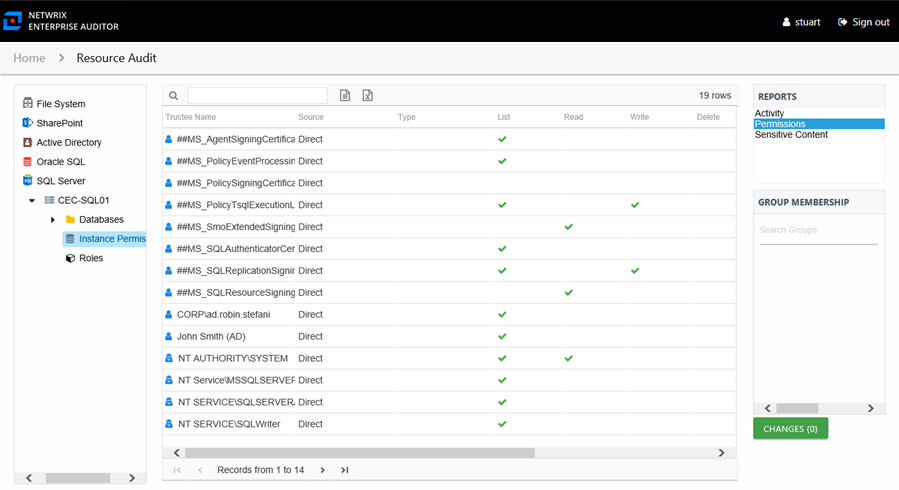 NETWRIX
ENTERPRISE AUDITOR
stuart Sign out
Home > Resource Audit
File System
SharePoint
Active Directory
Oracle SQL
SQL Server
CEC-SQL01
Databases
Instance Permis
Roles
19 rows
Trustee Name Source Type List Read Write Delete
##MS_AgentSigningCertifica Direct
##MS_PolicyEventProcessin Direct
##MS_PolicySigningCertifica Direct
##MS_PolicyTsqlExecutionL Direct
##MS_SmoExtendedSigning Direct
##MS_SQLAuthenticatorCer Direct
##MS_SQLReplicationSignin Direct
##MS_SQLResourceSigning Direct
CORP\ad.robin.stefani Direct
John Smith (AD) Direct
NT AUTHORITY\SYSTEM Direct
NT Service\MSSQLSERVER Direct
NT SERVICE\SQLSERVERA Direct
NT SERVICE\SQLWriter Direct
Records from 1 to 14
REPORTS
Activity
Permissions
Sensitive Content
GROUP MEMBERSHIP
Search Groups
CHANGES (0)